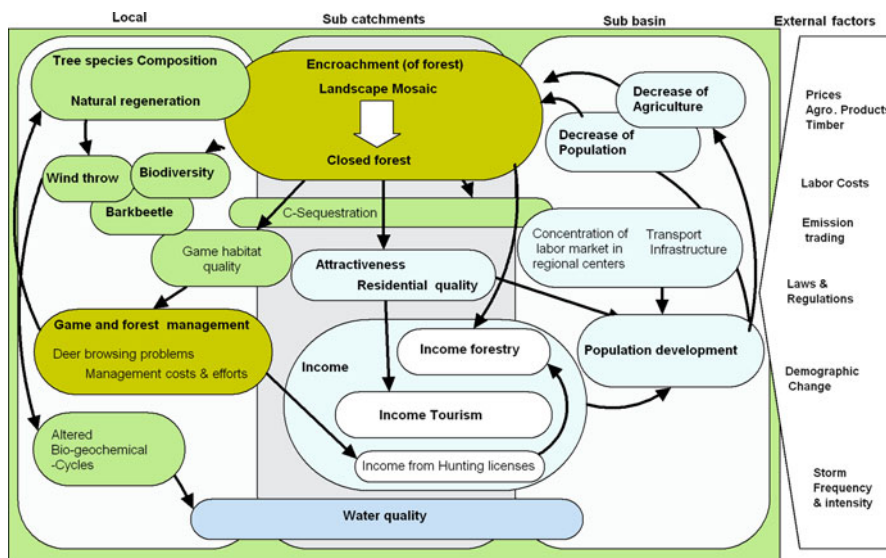 Local
Sub catchments
Sub basin
External factors
Tree species Composition
Natural regeneration
Wind throw
Biodiversity
Barkbeetle
Game habitat
quality
Game and forest management
Deer browsing problems
Management costs & efforts
Altered
Bio-geochemical
-Cycles
Encroachment (of forest)
Landscape Mosaic
Closed forest
C-Sequestration
Attractiveness
Residential quality
Income
Income forestry
Income Tourism
Income from Hunting licenses
Water quality
Decrease of
Agriculture
Decrease of
Population
Concentration of
labor market in
regional centers
Transport
Infrastructure
Population development
Prices
Agro. Products
Timber
Labor Costs
Emission
trading
Laws &
Regulations
Demographic
Change
Storm
Frequency
& intensity